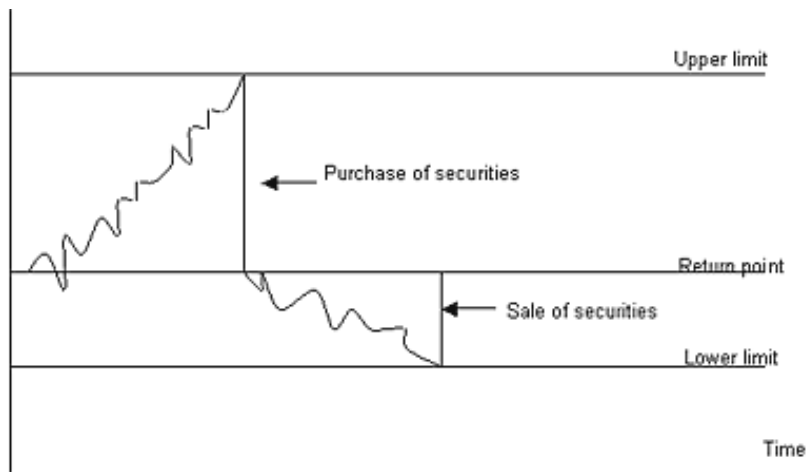 Upper limit
Purchase of securities
Return point
Sale of securities
Lower limit
Time